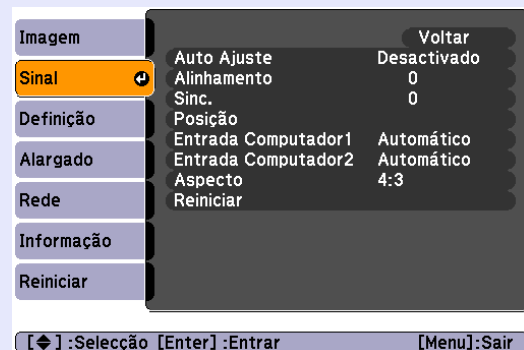 Imagem
Sinal
Definição
Alargado
Rede
Informação
Reiniciar
Voltar
Auto Ajuste Desactivado
Alinhamento 0
Sinc. 0
Posição
Entrada Computador1 Automático
Entrada Computador2 Automático
Aspecto 4:3
Reiniciar
[ ] :Selecção [Enter] :Entrar [Menu]:Sair